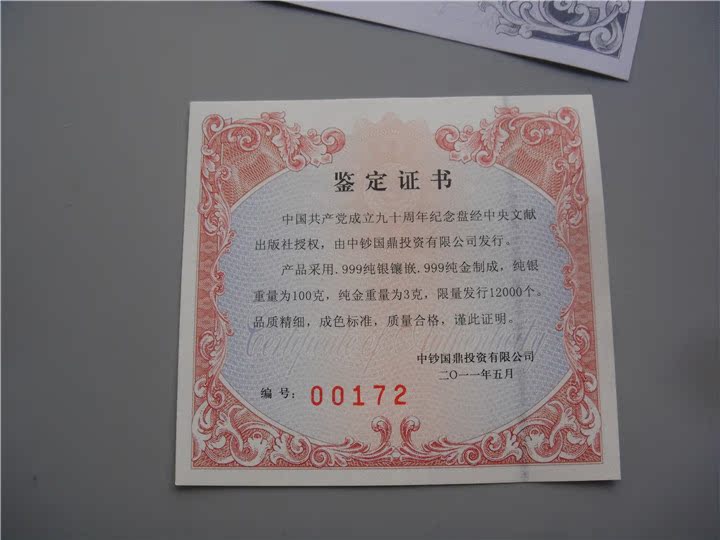 鉴定证书
中国共产党成立九十周年纪念盘经中央文献
出版社授权，由中钞国鼎投资有限公司发行。
产品采用.999纯银镶嵌.999纯金制成，纯银
重量为100克，纯金重量为3克，限量发行12000个。
品质精细，成色标准，质量合格，谨此证明。
中钞国鼎投资有限公司
二〇一一年五月
编号：00172